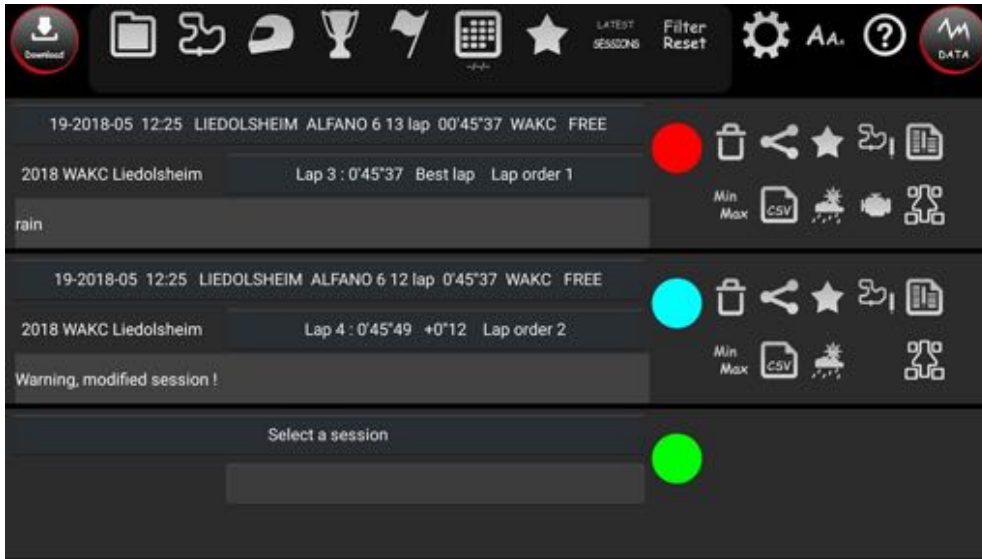 Download
LATEST SESSIONS
Filter Reset
AA.
?
DATA
19-2018-05 12:25 LIEDOLSHEIM ALFANO 6 13 lap 00'45"37 WAKC FREE
2018 WAKC Liedolsheim
Lap 3 : 0'45"37 Best lap Lap order 1
rain
Min Max
CSV
19-2018-05 12:25 LIEDOLSHEIM ALFANO 6 12 lap 0'45"37 WAKC FREE
2018 WAKC Liedolsheim
Lap 4 : 0'45"49 +0"12 Lap order 2
Warning, modified session !
Min Max
CSV
Select a session